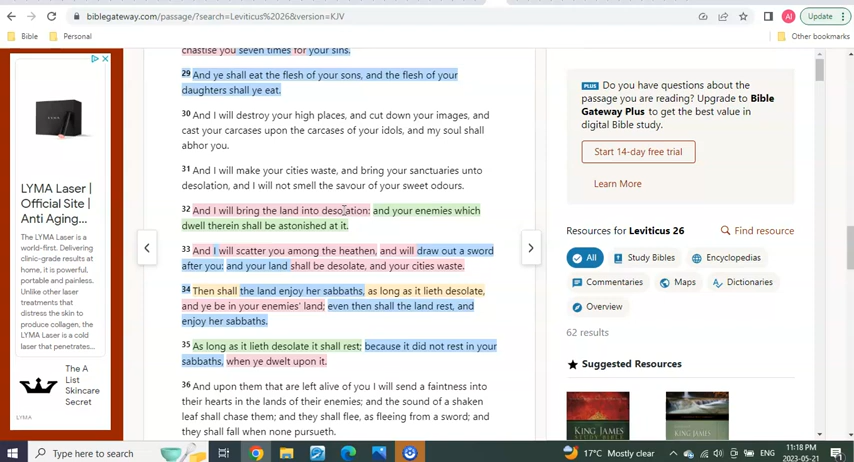 biblegateway.com/passage/?search=Leviticus%2026&version=KJV
AI
Update
Bible
Personal
Other bookmarks
LYMA Laser |
Official Site |
Anti Aging...
The LYMA Laser is a
world-first. Delivering
clinic-grade results at
home, it is powerful,
portable and painless.
Unlike other laser
treatments that
distress the skin to
produce collagen, the
LYMA Laser is a cold
laser that penetrates...
The A
List
Skincare
Secret
LYMA
chastise you seven times for your sins.
29 And ye shall eat the flesh of your sons, and the flesh of your
daughters shall ye eat.
30 And I will destroy your high places, and cut down your images, and
cast your carcases upon the carcases of your idols, and my soul shall
abhor you.
31 And I will make your cities waste, and bring your sanctuaries unto
desolation, and I will not smell the savour of your sweet odours.
32 And I will bring the land into desolation: and your enemies which
dwell therein shall be astonished at it.
33 And I will scatter you among the heathen, and will draw out a sword
after you: and your land shall be desolate, and your cities waste.
34 Then shall the land enjoy her sabbaths, as long as it lieth desolate,
and ye be in your enemies' land; even then shall the land rest, and
enjoy her sabbaths.
35 As long as it lieth desolate it shall rest; because it did not rest in your
sabbaths, when ye dwelt upon it.
36 And upon them that are left alive of you I will send a faintness into
their hearts in the lands of their enemies; and the sound of a shaken
leaf shall chase them; and they shall flee, as fleeing from a sword; and
they shall fall when none pursueth.
PLUS Do you have questions about the
passage you are reading? Upgrade to Bible
Gateway Plus to get the best value in
digital Bible study.
Start 14-day free trial
Learn More
Resources for Leviticus 26
Find resource
All
Study Bibles
Encyclopedias
Commentaries
Maps
Dictionaries
Overview
62 results
Suggested Resources
KING JAMES
KING JAMES
Type here to search
17°C Mostly clear
ENG
11:18 PM
2023-05-21